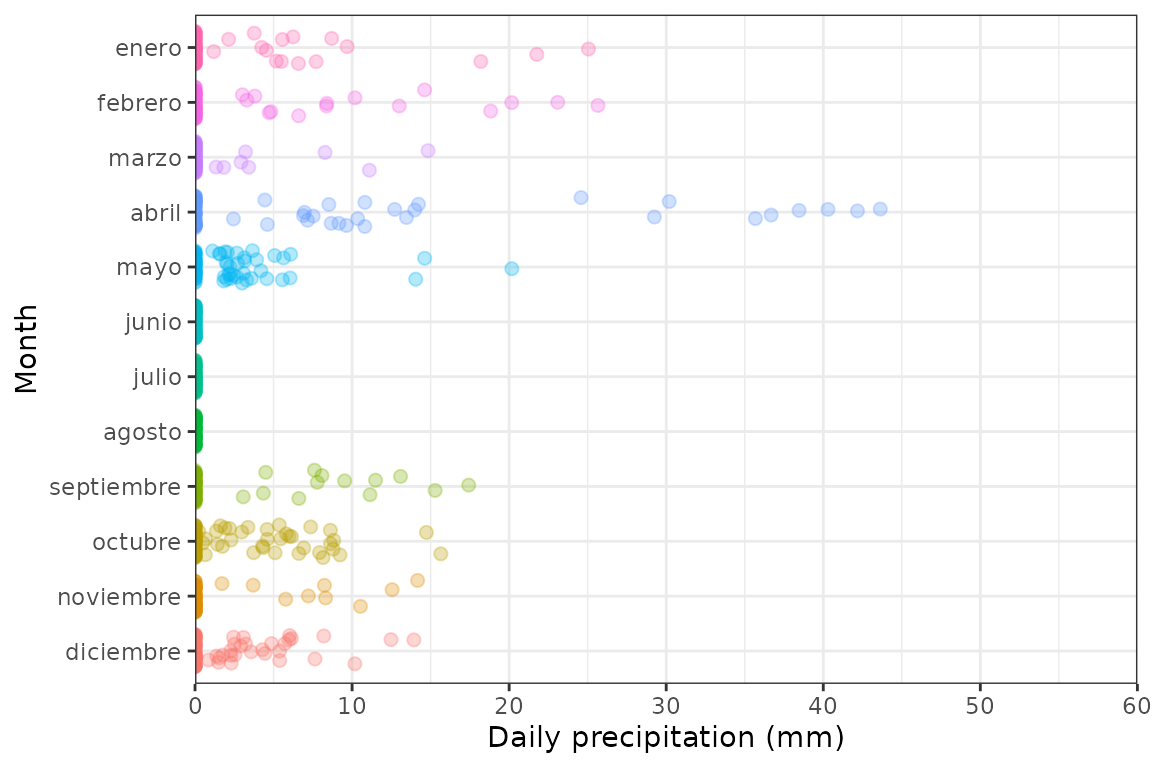 enero
febrero
marzo
abril
mayo
junio
julio
agosto
septiembre
octubre
noviembre
diciembre
Month
0 10 20 30 40 50 60
Daily precipitation (mm)